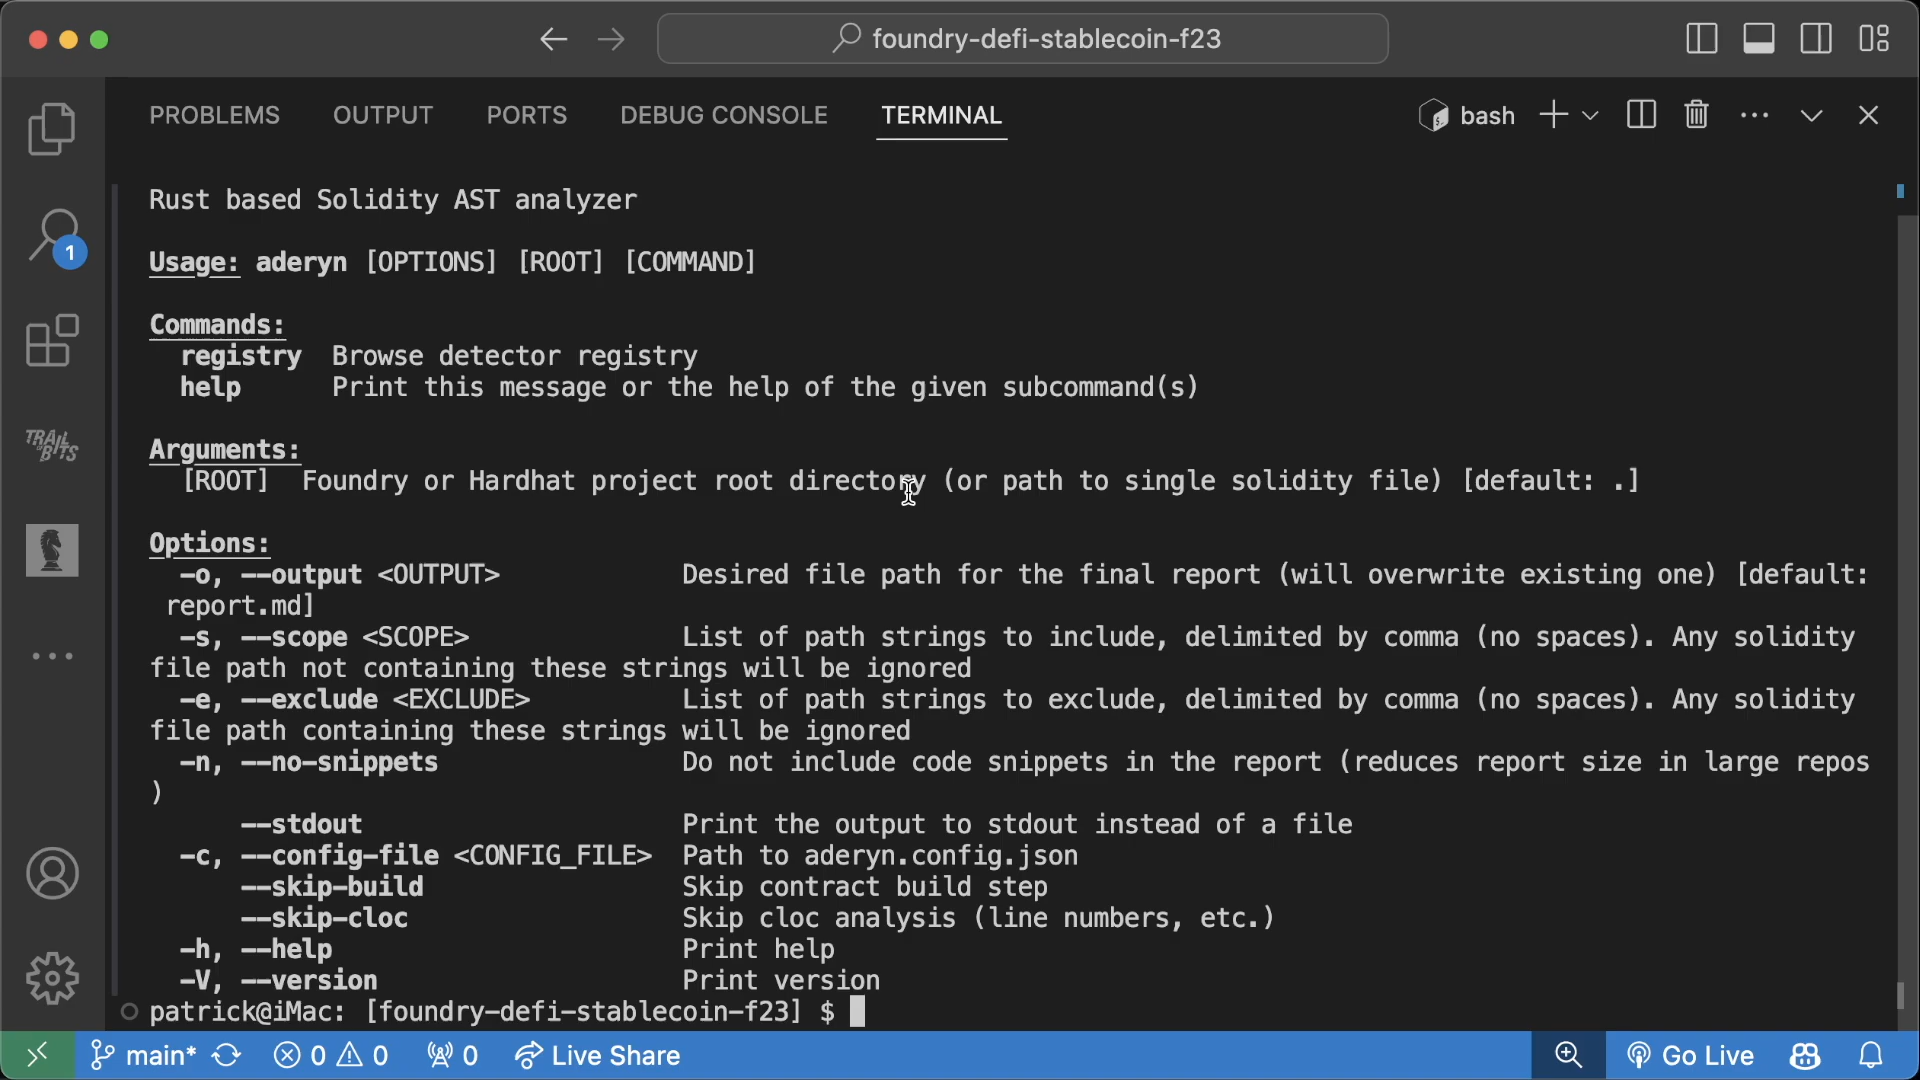 foundry-defi-stablecoin-f23
PROBLEMS OUTPUT PORTS DEBUG CONSOLE TERMINAL bash
Rust based Solidity AST analyzer
Usage: aderyn [OPTIONS] [ROOT] [COMMAND]
Commands:
registry Browse detector registry
help Print this message or the help of the given subcommand(s)
Arguments:
[ROOT] Foundry or Hardhat project root directory (or path to single solidity file) [default: .]
Options:
-o, --output <OUTPUT> Desired file path for the final report (will overwrite existing one) [default:
report.md]
-s, --scope <SCOPE> List of path strings to include, delimited by comma (no spaces). Any solidity
file path not containing these strings will be ignored
-e, --exclude <EXCLUDE> List of path strings to exclude, delimited by comma (no spaces). Any solidity
file path containing these strings will be ignored
-n, --no-snippets Do not include code snippets in the report (reduces report size in large repos
)
--stdout Print the output to stdout instead of a file
-c, --config-file <CONFIG_FILE> Path to aderyn.config.json
--skip-build Skip contract build step
--skip-cloc Skip cloc analysis (line numbers, etc.)
-h, --help Print help
-V, --version Print version
patrick@iMac: [foundry-defi-stablecoin-f23] $
1
TRAIL
OF BITS
main* 0 0 0 Live Share Go Live